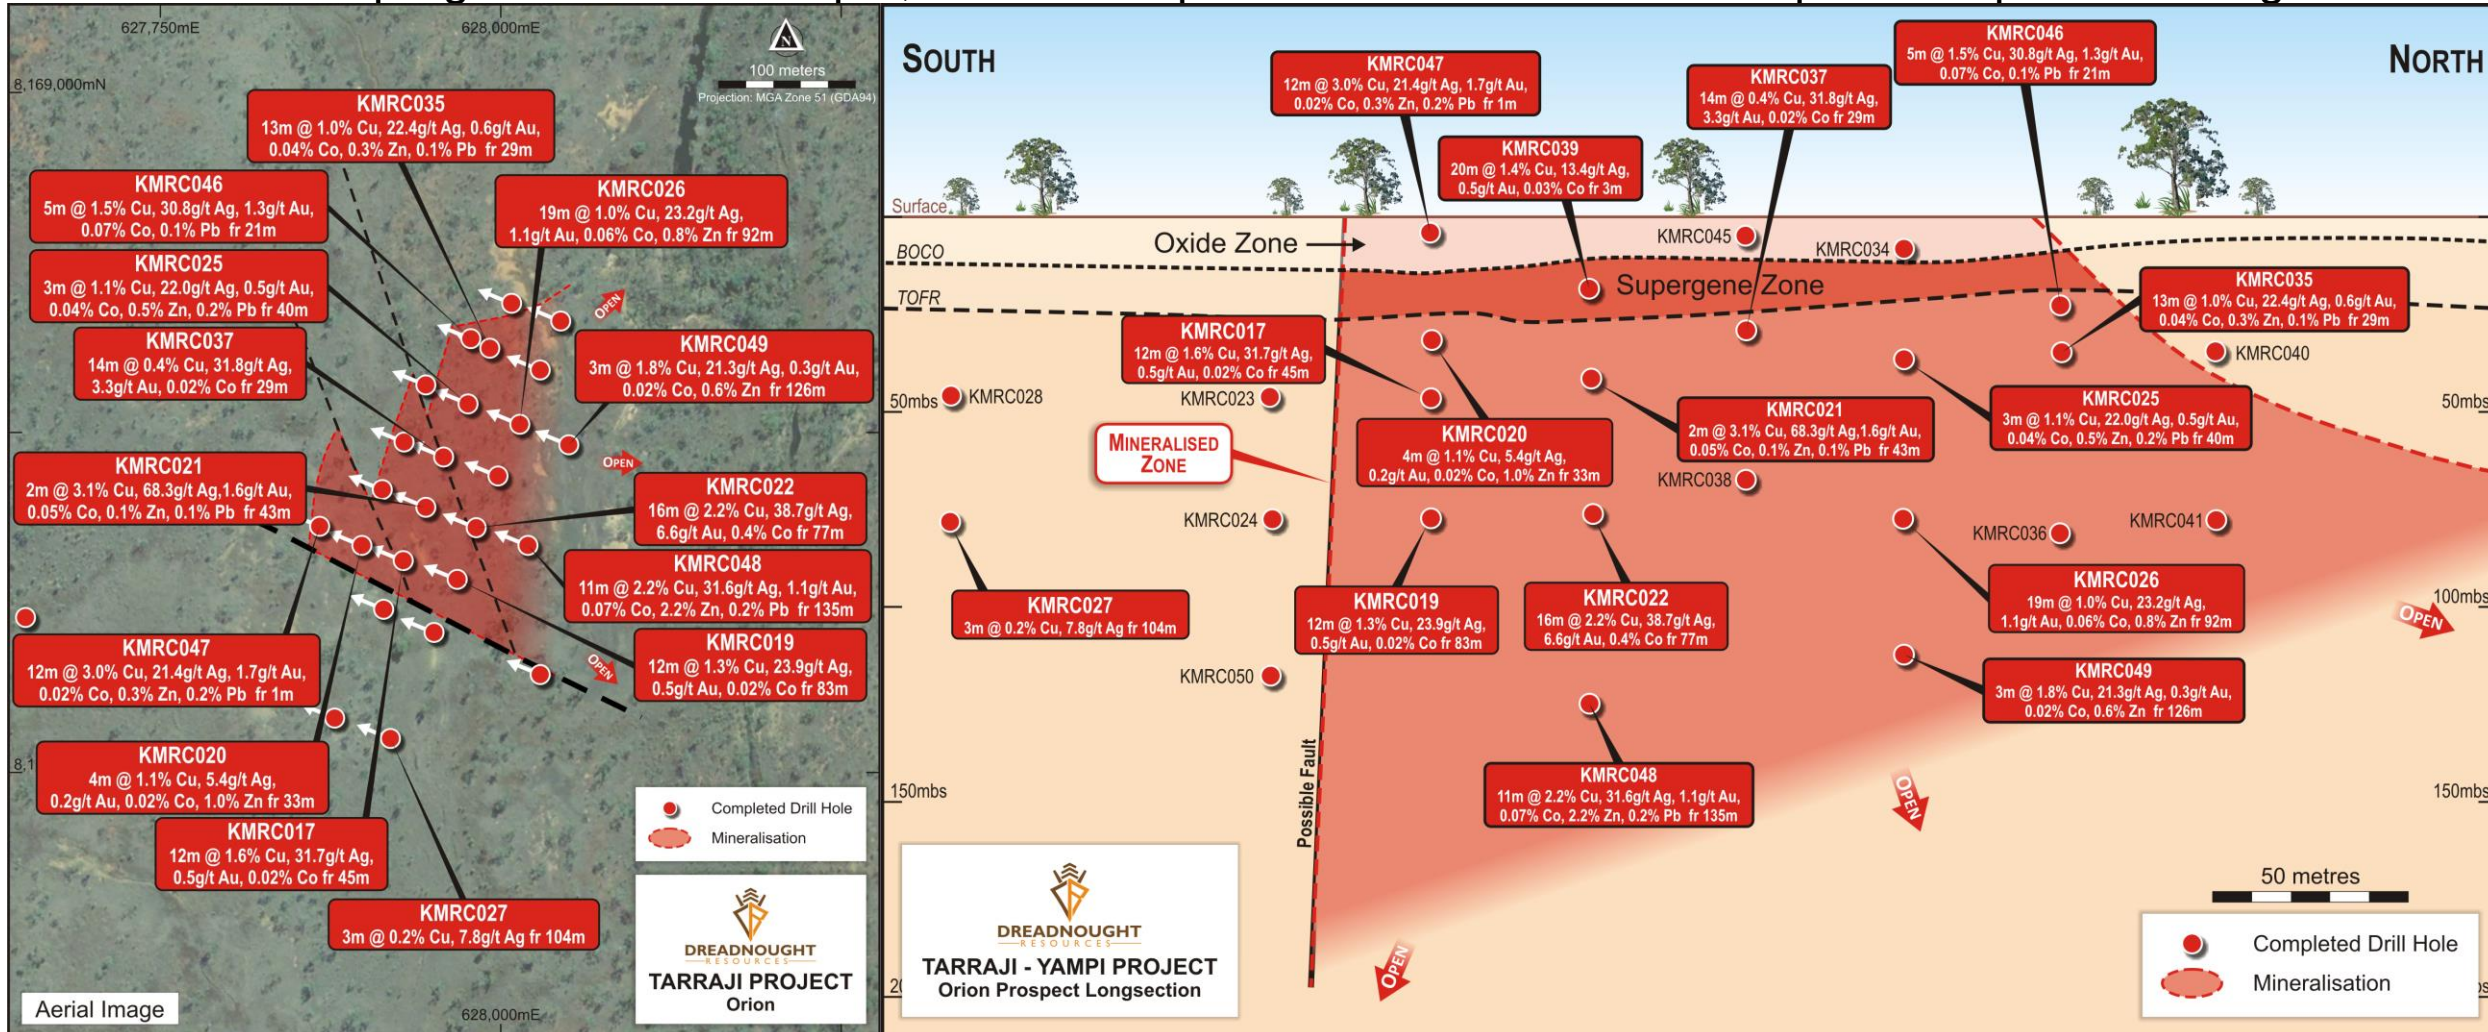 627,750mE
628,000mE
8,169,000mN
N
100 meters
Projection: MGA Zone 51 (GDA94)
KMRC035
13m @ 1.0% Cu, 22.4g/t Ag, 0.6g/t Au,
0.04% Co, 0.3% Zn, 0.1% Pb fr 29m
KMRC046
5m @ 1.5% Cu, 30.8g/t Ag, 1.3g/t Au,
0.07% Co, 0.1% Pb fr 21m
KMRC026
19m @ 1.0% Cu, 23.2g/t Ag,
1.1g/t Au, 0.06% Co, 0.8% Zn fr 92m
KMRC025
3m @ 1.1% Cu, 22.0g/t Ag, 0.5g/t Au,
0.04% Co, 0.5% Zn, 0.2% Pb fr 40m
OPEN
KMRC037
14m @ 0.4% Cu, 31.8g/t Ag,
3.3g/t Au, 0.02% Co fr 29m
KMRC049
3m @ 1.8% Cu, 21.3g/t Ag, 0.3g/t Au,
0.02% Co, 0.6% Zn fr 126m
OPEN
KMRC021
2m @ 3.1% Cu, 68.3g/t Ag,1.6g/t Au,
0.05% Co, 0.1% Zn, 0.1% Pb fr 43m
KMRC022
16m @ 2.2% Cu, 38.7g/t Ag,
6.6g/t Au, 0.4% Co fr 77m
KMRC048
11m @ 2.2% Cu, 31.6g/t Ag, 1.1g/t Au,
0.07% Co, 2.2% Zn, 0.2% Pb fr 135m
KMRC047
12m @ 3.0% Cu, 21.4g/t Ag, 1.7g/t Au,
0.02% Co, 0.3% Zn, 0.2% Pb fr 1m
KMRC019
12m @ 1.3% Cu, 23.9g/t Ag,
0.5g/t Au, 0.02% Co fr 83m
OPEN
KMRC020
4m @ 1.1% Cu, 5.4g/t Ag,
0.2g/t Au, 0.02% Co, 1.0% Zn fr 33m
KMRC017
12m @ 1.6% Cu, 31.7g/t Ag,
0.5g/t Au, 0.02% Co fr 45m
KMRC027
3m @ 0.2% Cu, 7.8g/t Ag fr 104m
Completed Drill Hole
Mineralisation
DREADNOUGHT
RESOURCES
TARRAJI PROJECT
Orion
Aerial Image
628,000mE
SOUTH
NORTH
KMRC047
12m @ 3.0% Cu, 21.4g/t Ag, 1.7g/t Au,
0.02% Co, 0.3% Zn, 0.2% Pb fr 1m
KMRC037
14m @ 0.4% Cu, 31.8g/t Ag,
3.3g/t Au, 0.02% Co fr 29m
KMRC046
5m @ 1.5% Cu, 30.8g/t Ag, 1.3g/t Au,
0.07% Co, 0.1% Pb fr 21m
KMRC039
20m @ 1.4% Cu, 13.4g/t Ag,
0.5g/t Au, 0.03% Co fr 3m
Surface
Oxide Zone
KMRC045
KMRC034
BOCO
Supergene Zone
TOFR
KMRC035
13m @ 1.0% Cu, 22.4g/t Ag, 0.6g/t Au,
0.04% Co, 0.3% Zn, 0.1% Pb fr 29m
KMRC017
12m @ 1.6% Cu, 31.7g/t Ag,
0.5g/t Au, 0.02% Co fr 45m
KMRC040
KMRC028
KMRC023
50mbs
50mbs
KMRC025
3m @ 1.1% Cu, 22.0g/t Ag, 0.5g/t Au,
0.04% Co, 0.5% Zn, 0.2% Pb fr 40m
KMRC021
2m @ 3.1% Cu, 68.3g/t Ag,1.6g/t Au,
0.05% Co, 0.1% Zn, 0.1% Pb fr 43m
KMRC020
4m @ 1.1% Cu, 5.4g/t Ag,
0.2g/t Au, 0.02% Co, 1.0% Zn fr 33m
MINERALISED
ZONE
KMRC038
KMRC024
KMRC036
KMRC041
KMRC027
3m @ 0.2% Cu, 7.8g/t Ag fr 104m
KMRC019
12m @ 1.3% Cu, 23.9g/t Ag,
0.5g/t Au, 0.02% Co fr 83m
KMRC022
16m @ 2.2% Cu, 38.7g/t Ag,
6.6g/t Au, 0.4% Co fr 77m
KMRC026
19m @ 1.0% Cu, 23.2g/t Ag,
1.1g/t Au, 0.06% Co, 0.8% Zn fr 92m
100mbs
OPEN
KMRC050
KMRC049
3m @ 1.8% Cu, 21.3g/t Ag, 0.3g/t Au,
0.02% Co, 0.6% Zn fr 126m
Possible Fault
KMRC048
11m @ 2.2% Cu, 31.6g/t Ag, 1.1g/t Au,
0.07% Co, 2.2% Zn, 0.2% Pb fr 135m
150mbs
150mbs
OPEN
OPEN
DREADNOUGHT
RESOURCES
TARRAJI - YAMPI PROJECT
Orion Prospect Longsection
50 metres
Completed Drill Hole
Mineralisation